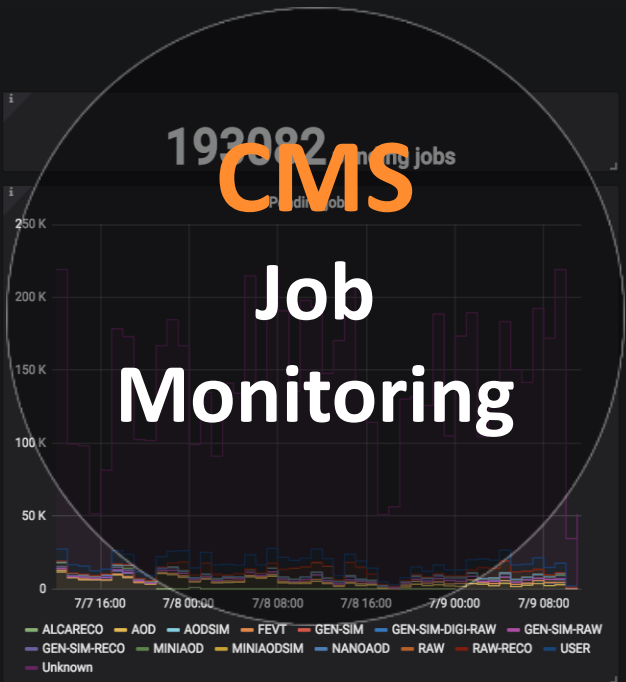 193082 pending jobs
CMS
Pending jobs
250 K
Job
200 K
150 K
Monitoring
100 K
50 K
0
7/7 16:00 7/8 00:00 7/8 08:00 7/8 16:00 7/9 00:00 7/9 08:00
ALCARECO AOD AODSIM FEVT GEN-SIM GEN-SIM-DIGI-RAW GEN-SIM-RAW
GEN-SIM-RECO MINIAOD MINIAODSIM NANOAOD RAW RAW-RECO USER
Unknown